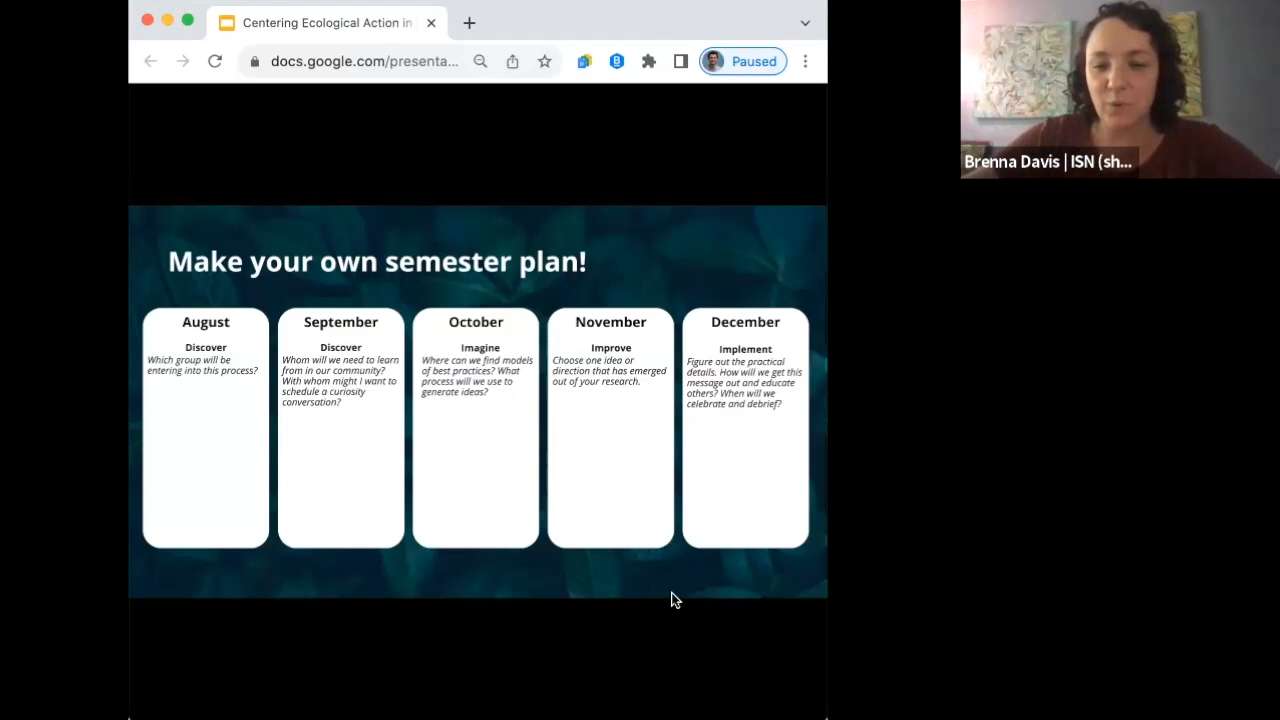 Centering Ecological Action in
docs.google.com/presenta...
Paused
Brenna Davis | ISN (sh...
Make your own semester plan!
August
Discover
Which group will be
entering into this process?
September
Discover
Whom will we need to learn
from in our community?
With whom might I want to
schedule a curiosity
conversation?
October
Imagine
Where can we find models
of best practices? What
process will we use to
generate ideas?
November
Improve
Choose one idea or
direction that has emerged
out of your research.
December
Implement
Figure out the practical
details. How will we get this
message out and educate
others? When will we
celebrate and debrief?